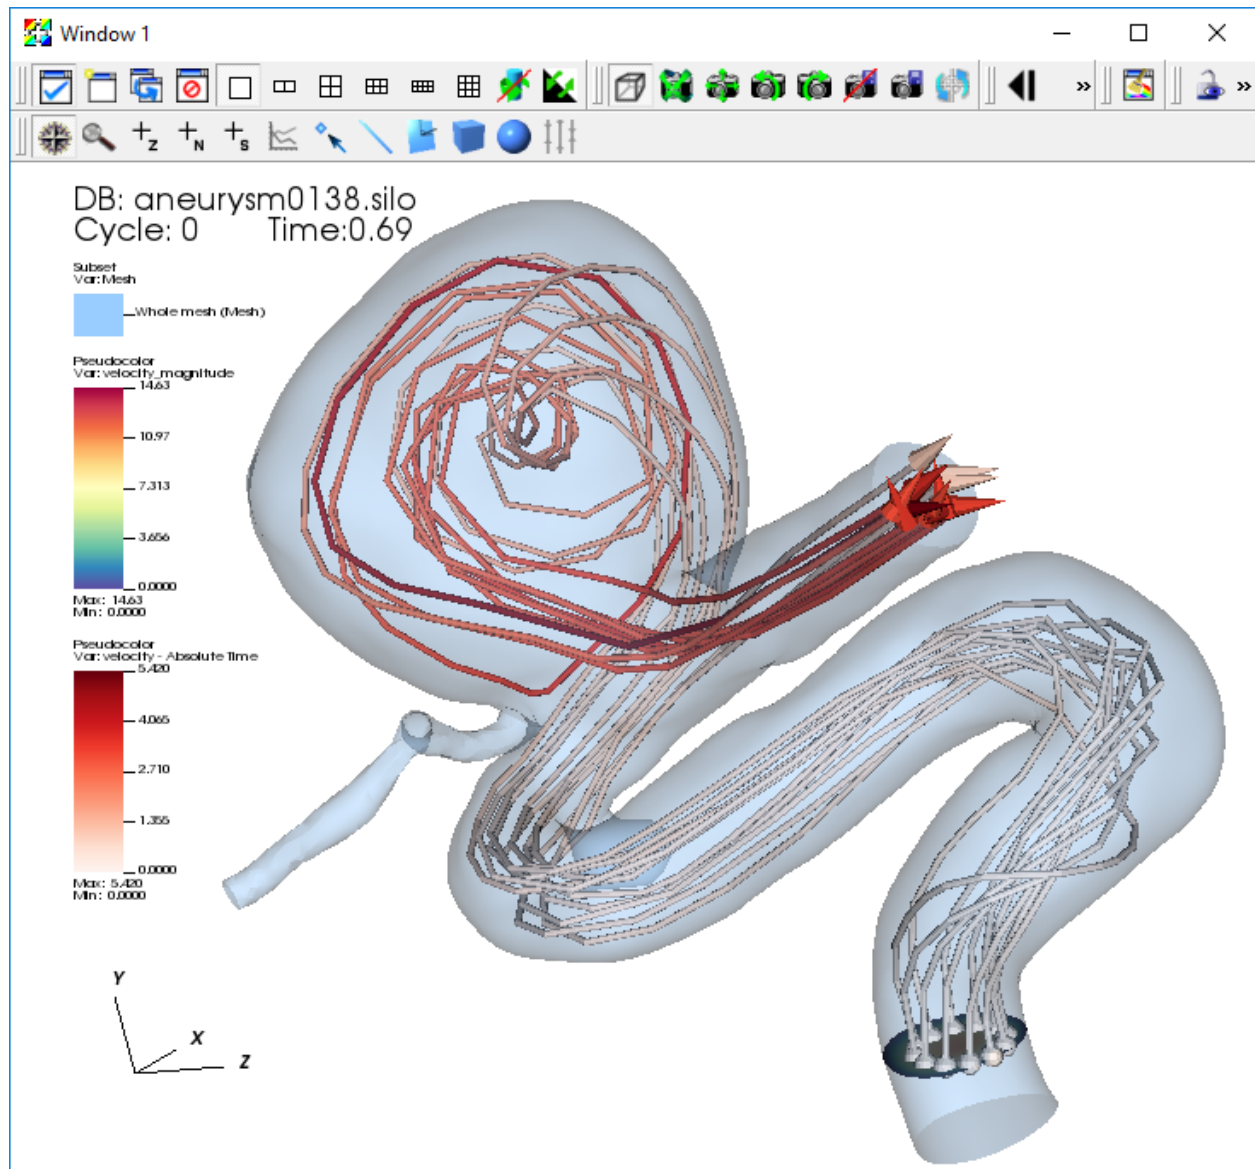 Window 1
DB: aneurysm0138.silo
Cycle: 0 Time:0.69
Subset
Var: Mesh
Whole mesh (Mesh)
Pseudocolor
Var: velocity_magnitude
14.63
10.97
7.313
3.656
0.0000
Max: 14.63
Min: 0.0000
Pseudocolor
Var: velocity - Absolute Time
5.420
4.065
2.710
1.355
0.0000
Max: 5.420
Min: 0.0000
Y
X
Z